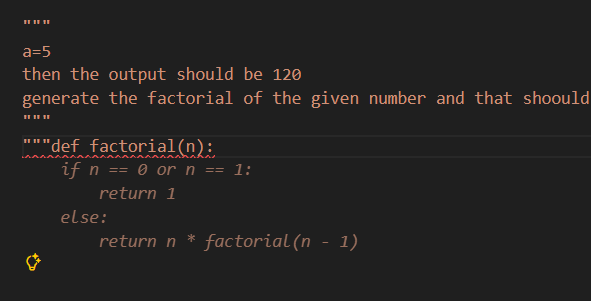 """
a=5
then the output should be 120
generate the factorial of the given number and that shoould
"""
"""def factorial(n):
    if n == 0 or n == 1:
        return 1
    else:
        return n * factorial(n - 1)